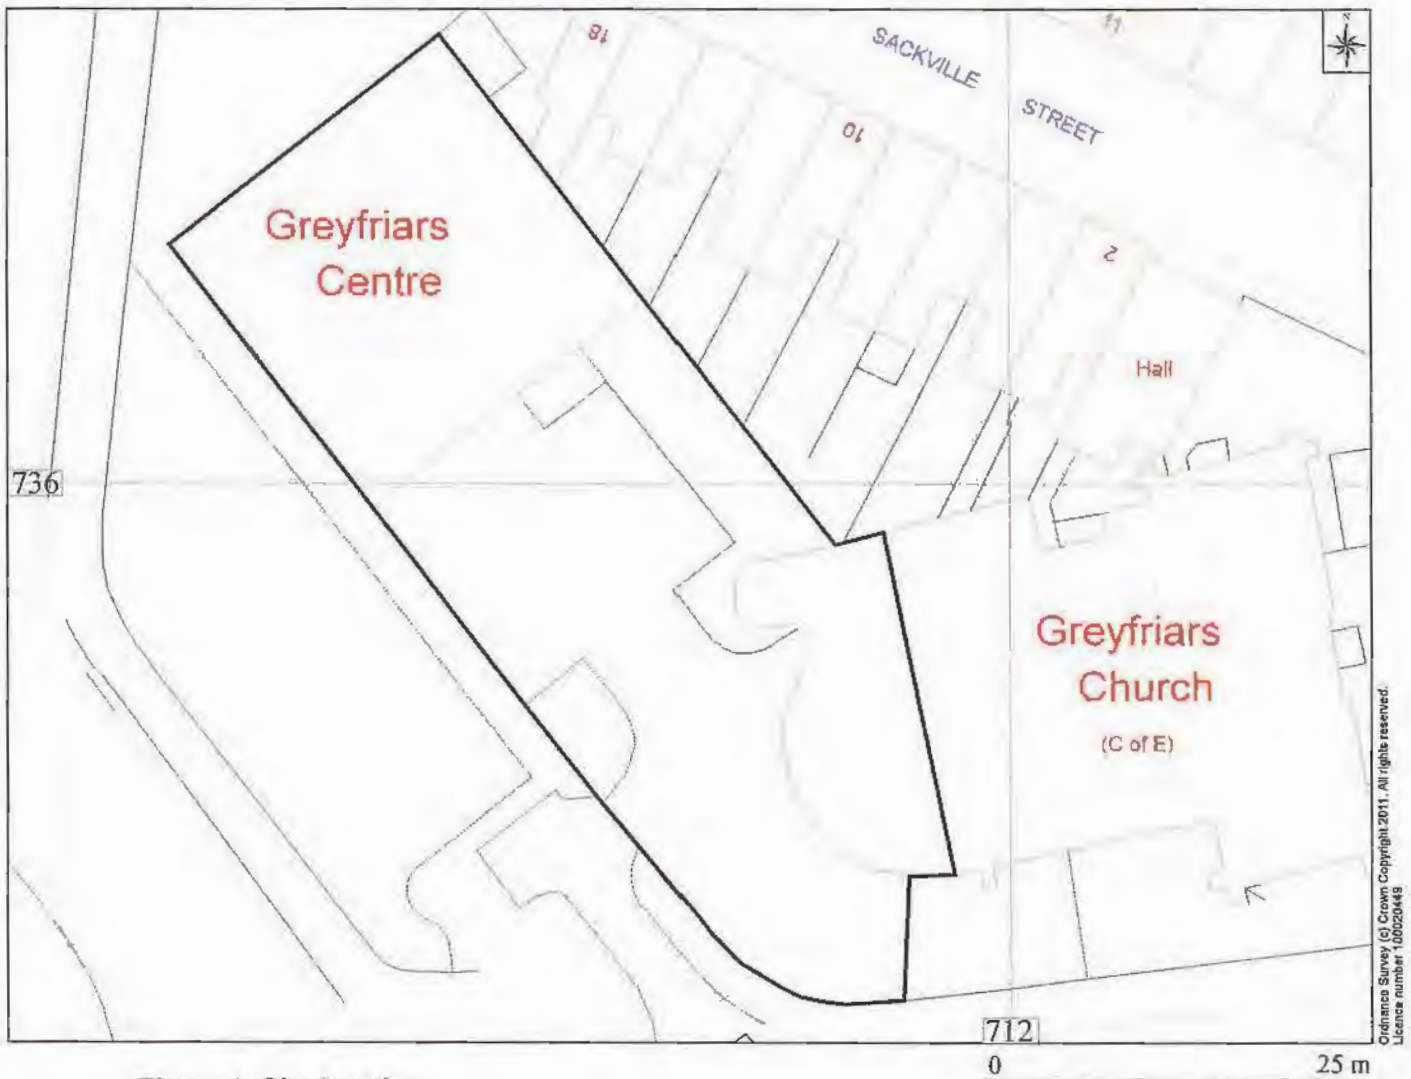 18
SACKVILLE
STREET
11
10
2
Greyfriars
Centre
Hall
736
Greyfriars
Church
(C of E)
712
0
25 m
Ordnance Survey (c) Crown Copyright 2011. All rights reserved.
Licence number 100020449